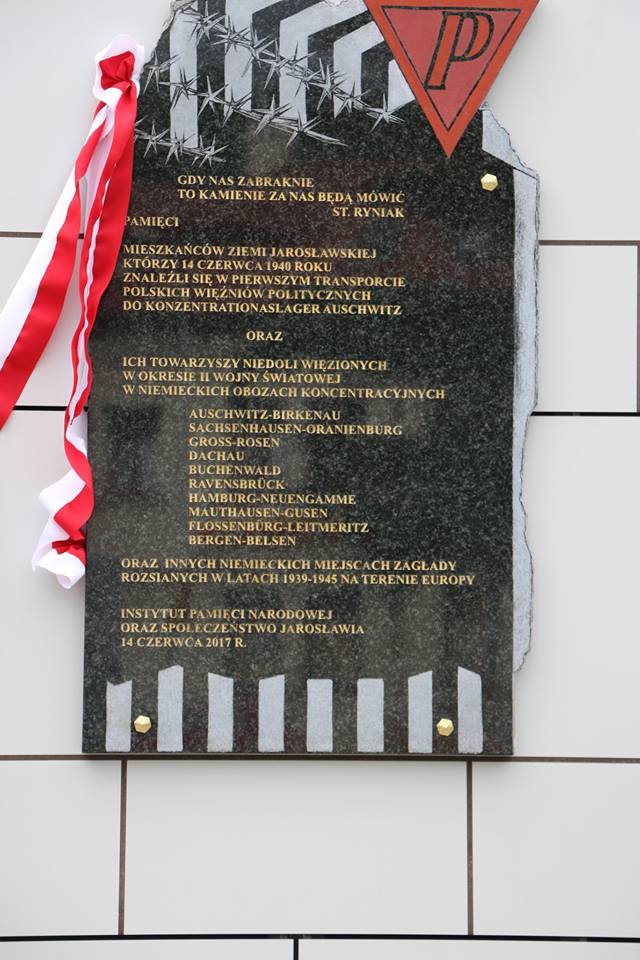 P
GDY NAS ZABRAKNIE
TO KAMIENIE ZA NAS BĘDĄ MÓWIĆ
ST. RYNIAK
PAMIĘCI
MIESZKAŃCÓW ZIEMI JAROSŁAWSKIEJ
KTÓRZY 14 CZERWCA 1940 ROKU
ZNALEŹLI SIĘ W PIERWSZYM TRANSPORCIE
POLSKICH WIĘŹNIÓW POLITYCZNYCH
DO KONZENTRATIONASLAGER AUSCHWITZ
ORAZ
ICH TOWARZYSZY NIEDOLI WIĘZIONYCH
W OKRESIE II WOJNY ŚWIATOWEJ
W NIEMIECKICH OBOZACH KONCENTRACYJNYCH
AUSCHWITZ-BIRKENAU
SACHSENHAUSEN-ORANIENBURG
GROSS-ROSEN
DACHAU
BUCHENWALD
RAVENSBRÜCK
HAMBURG-NEUENGAMME
MAUTHAUSEN-GUSEN
FLOSSENBÜRG-LEITMERITZ
BERGEN-BELSEN
ORAZ INNYCH NIEMIECKICH MIEJSCACH ZAGŁADY
ROZSIANYCH W LATACH 1939-1945 NA TERENIE EUROPY
INSTYTUT PAMIĘCI NARODOWEJ
ORAZ SPOŁECZEŃSTWO JAROSŁAWIA
14 CZERWCA 2017 R.